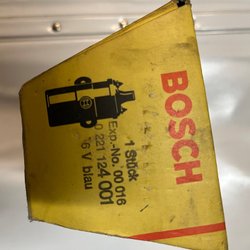 BOSCH
1 Stück
Exp.-No. 00 016
0 221 124 001
6 V blau